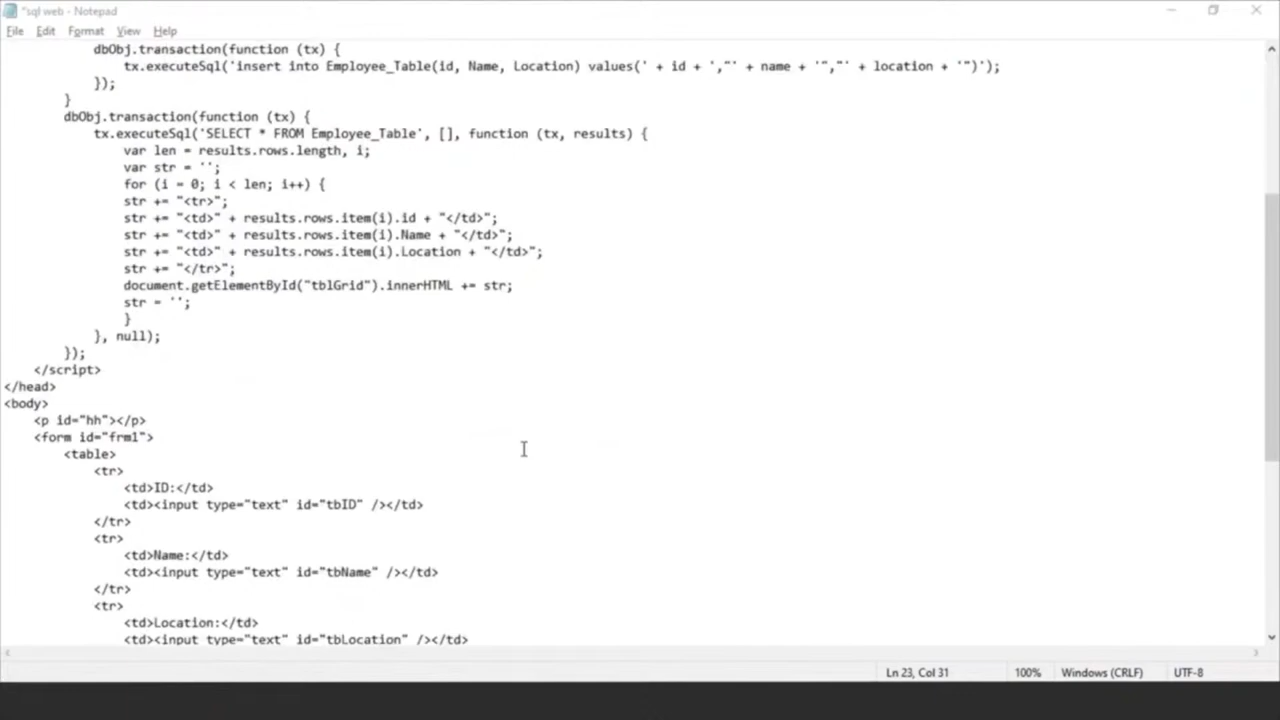 *sql web - Notepad
File Edit Format View Help
dbObj.transaction(function (tx) {
tx.executeSql('insert into Employee_Table(id, Name, Location) values(' + id + ',"' + name + '","' + location + '")');
});
}
dbObj.transaction(function (tx) {
tx.executeSql('SELECT * FROM Employee_Table', [], function (tx, results) {
var len = results.rows.length, i;
var str = '';
for (i = 0; i < len; i++) {
str += "<tr>";
str += "<td>" + results.rows.item(i).id + "</td>";
str += "<td>" + results.rows.item(i).Name + "</td>";
str += "<td>" + results.rows.item(i).Location + "</td>";
str += "</tr>";
document.getElementById("tblGrid").innerHTML += str;
str = '';
}
}, null);
});
</script>
</head>
<body>
<p id="hh"></p>
<form id="frm1">
<table>
<tr>
<td>ID:</td>
<td><input type="text" id="tbID" /></td>
</tr>
<tr>
<td>Name:</td>
<td><input type="text" id="tbName" /></td>
</tr>
<tr>
<td>Location:</td>
<td><input type="text" id="tbLocation" /></td>
Ln 23, Col 31 100% Windows (CRLF) UTF-8